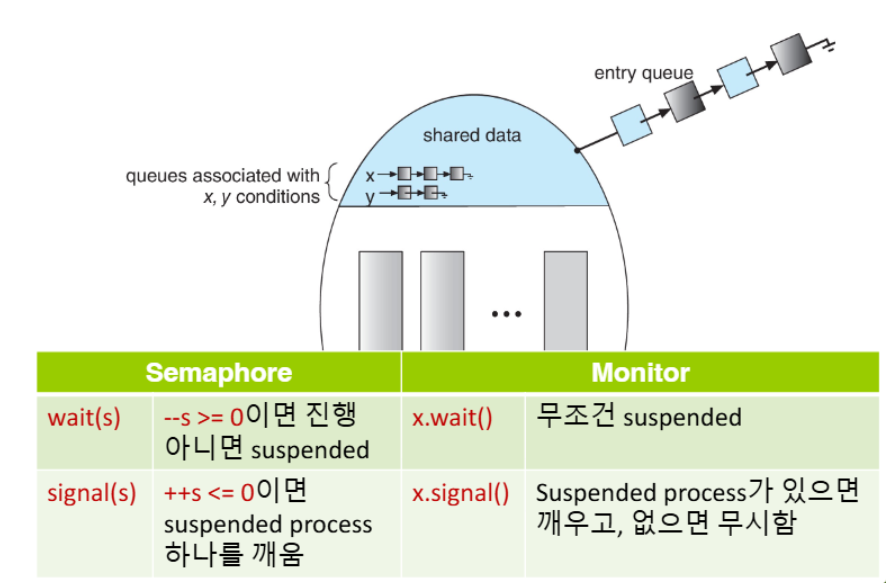 entry queue
shared data
queues associated with
x, y conditions
x
y
Semaphore
Monitor
wait(s)
--s >= 0이면 진행
아니면 suspended
x.wait()
무조건 suspended
signal(s)
++s <= 0이면
suspended process
하나를 깨움
x.signal()
Suspended process가 있으면
깨우고, 없으면 무시함